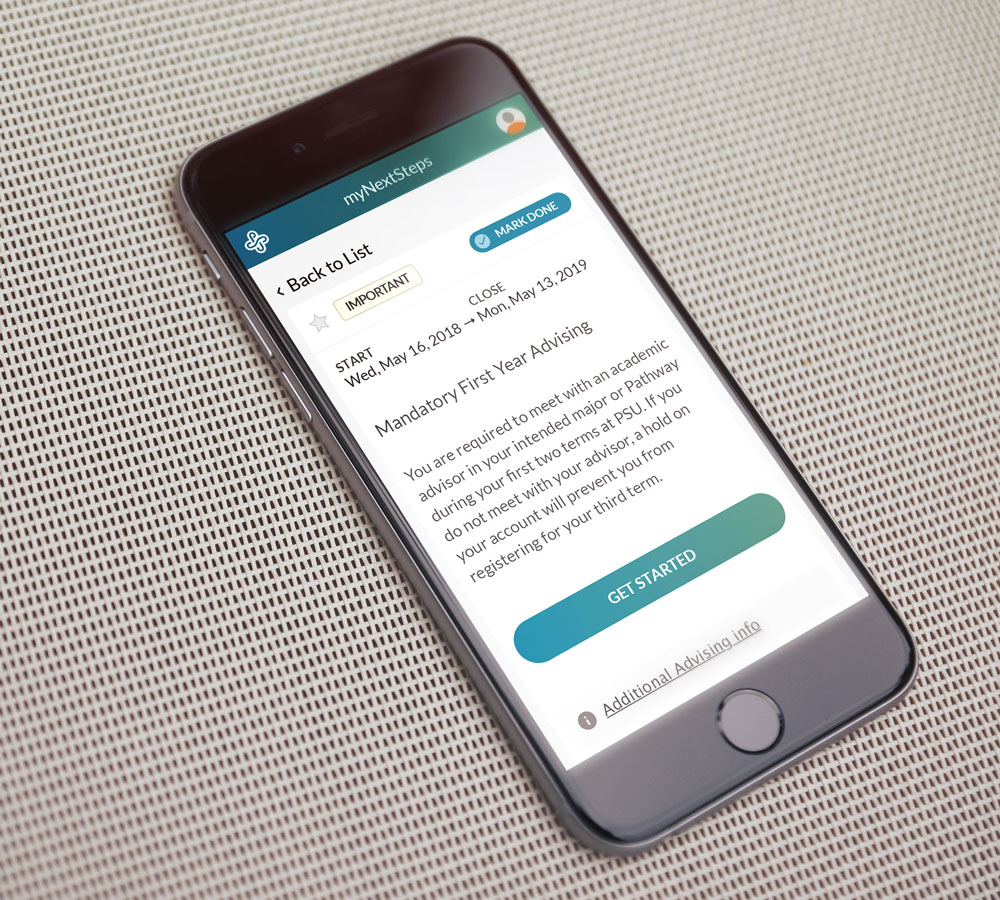 myNextSteps
‹ Back to List
MARK DONE
IMPORTANT
START
Wed, May 16, 2018 →
CLOSE
Mon, May 13, 2019
Mandatory First Year Advising
You are required to meet with an academic
advisor in your intended major or Pathway
during your first two terms at PSU. If you
do not meet with your advisor, a hold on
your account will prevent you from
registering for your third term.
GET STARTED
Additional Advising info